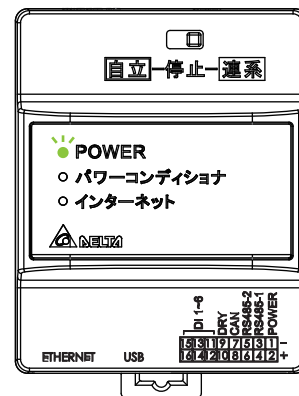 自立－停止－連系
POWER
パワーコンディショナ
インターネット
DELTA
DI 1~6 DRY CAN RS485-2 RS485-1 POWER
15 13 11 9 7 5 3 1 －
16 14 12 10 8 6 4 2 ＋
ETHERNET USB